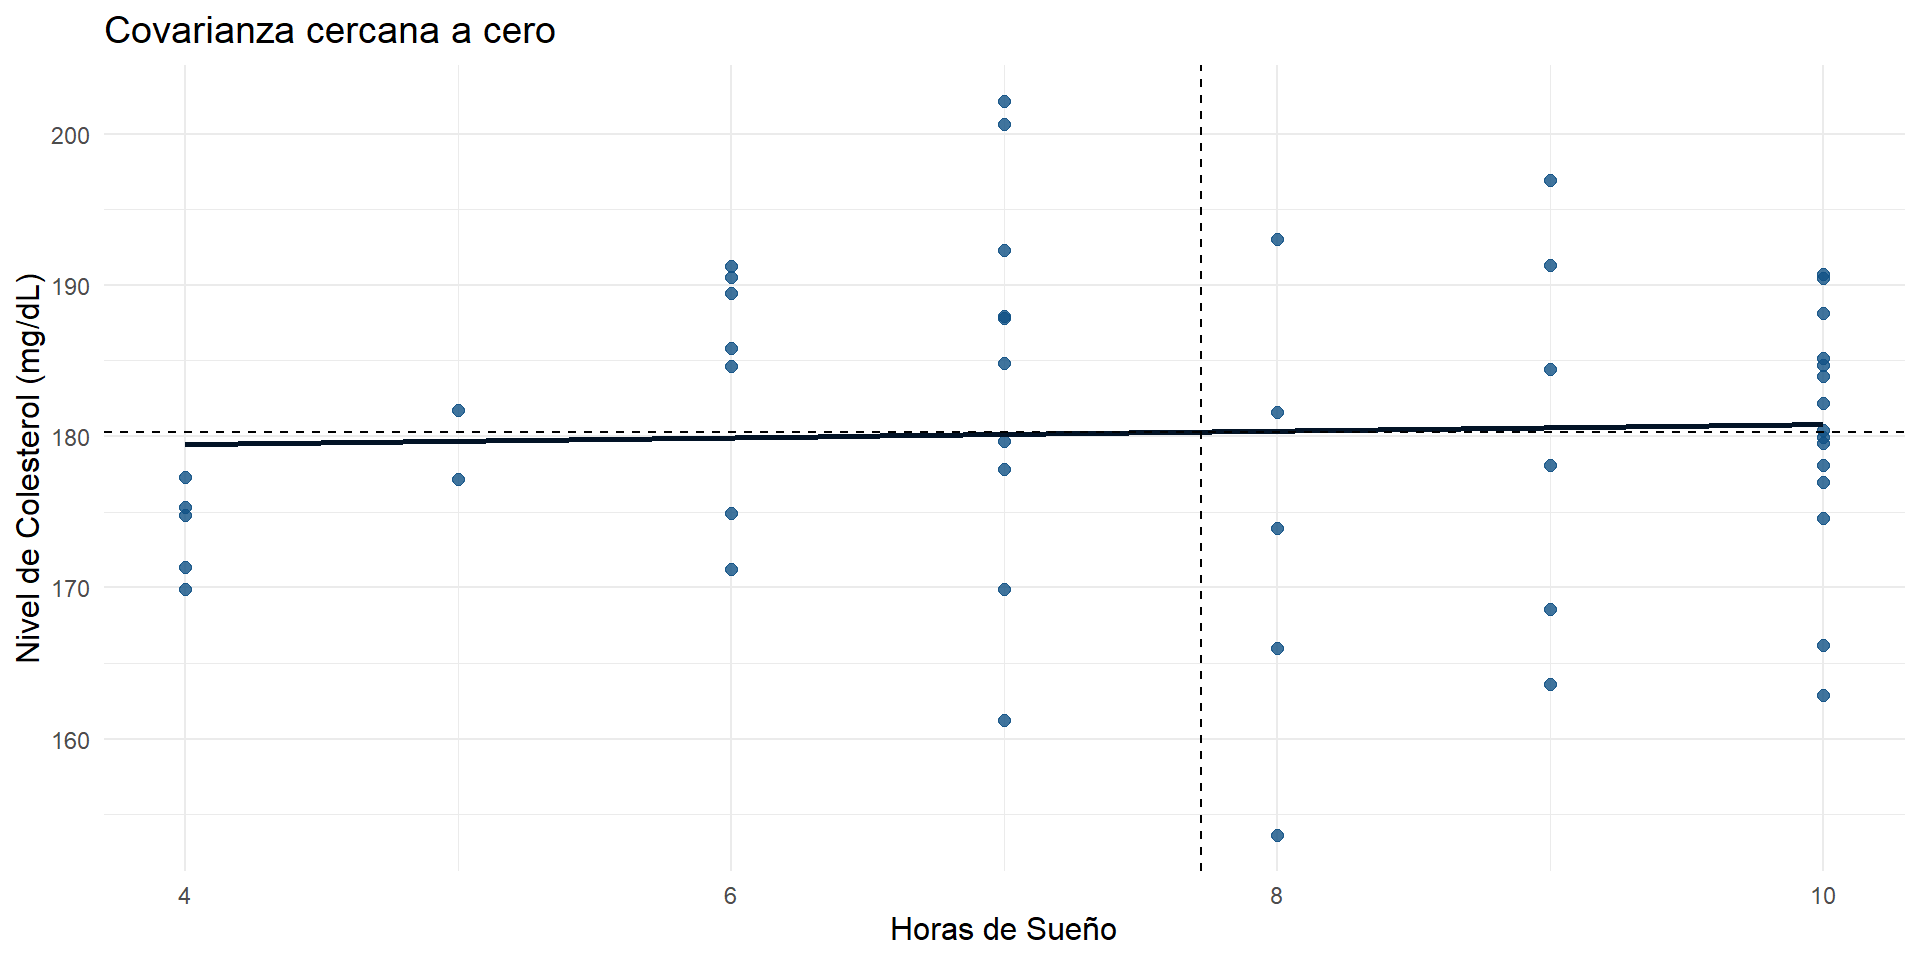 Covarianza cercana a cero
Nivel de Colesterol (mg/dL)
200
190
180
170
160
4 6 8 10
Horas de Sueño